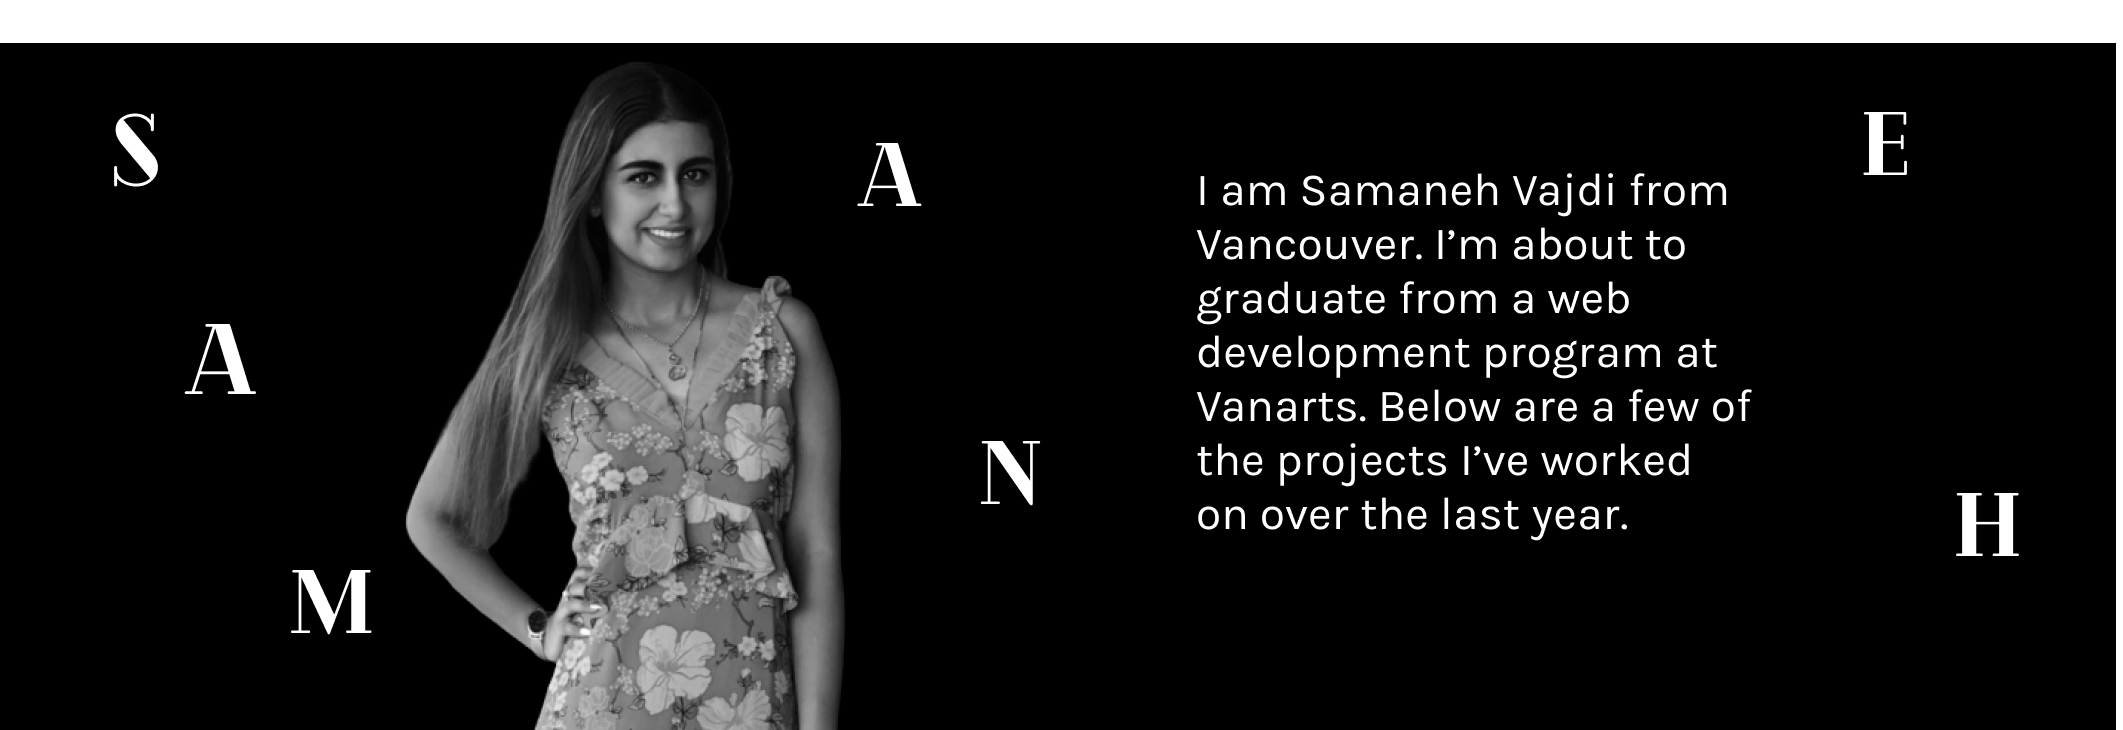 S
A
M
A
N
E
H
I am Samaneh Vajdi from
Vancouver. I’m about to
graduate from a web
development program at
Vanarts. Below are a few of
the projects I’ve worked
on over the last year.